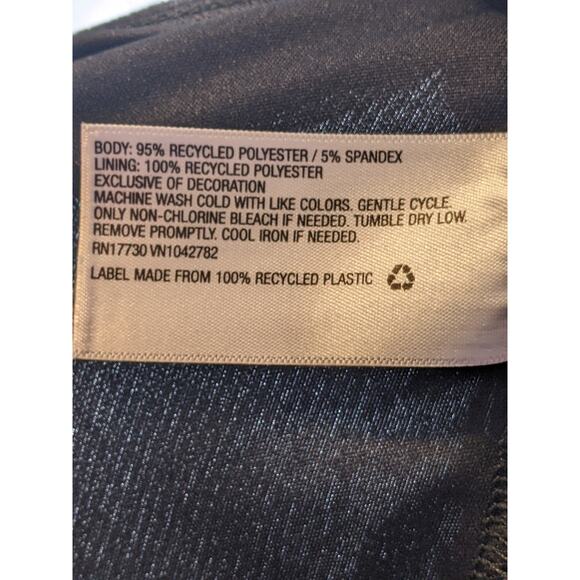 BODY: 95% RECYCLED POLYESTER / 5% SPANDEX
LINING: 100% RECYCLED POLYESTER
EXCLUSIVE OF DECORATION
MACHINE WASH COLD WITH LIKE COLORS. GENTLE CYCLE.
ONLY NON-CHLORINE BLEACH IF NEEDED. TUMBLE DRY LOW.
REMOVE PROMPTLY. COOL IRON IF NEEDED.
RN17730 VN1042782
LABEL MADE FROM 100% RECYCLED PLASTIC